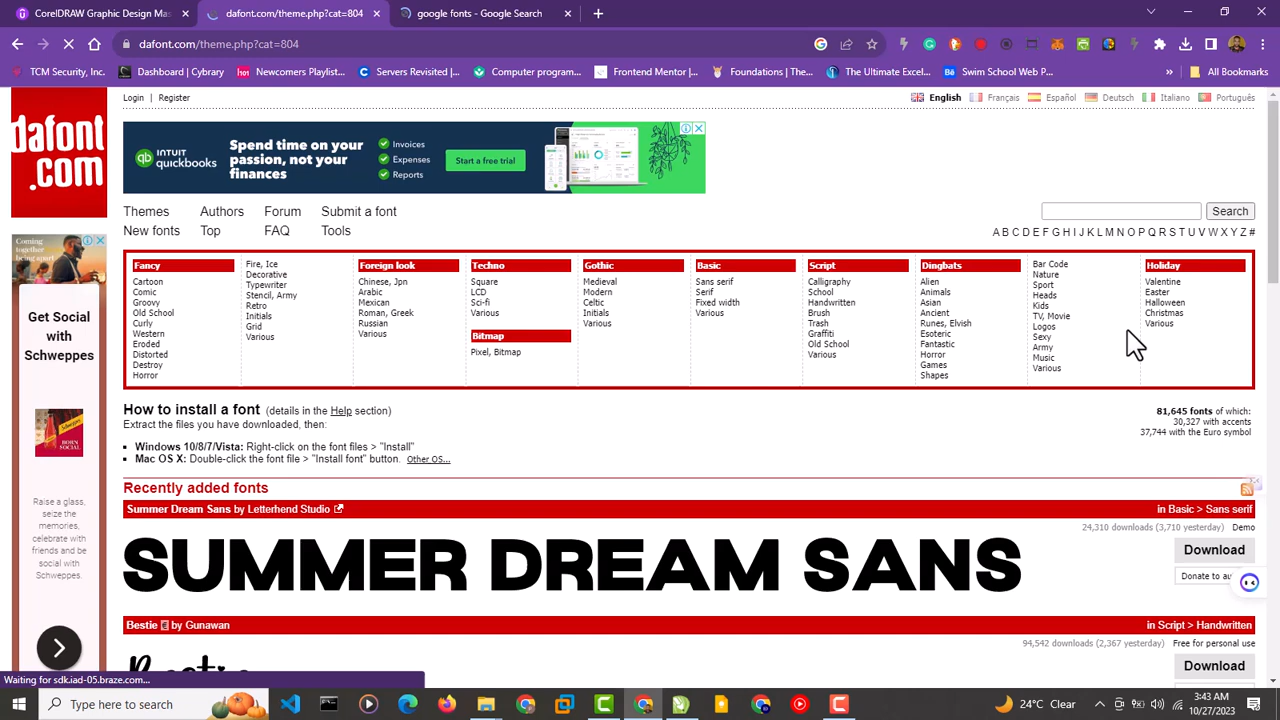 CorelDRAW Design Mas
dafont.com
google - Google Search
dafont.com/theme.php?cat=804
TCM Security, Inc.
Dashboard | Cybrary
Newcomers Playlist...
Servers Revisited |...
Computer program...
Frontend Mentor |...
Foundations | The...
The Ultimate Excel...
Swim School Web P...
»
All Bookmarks
Login | Register
English Français Español Deutsch Italiano Português
dafont
.com
INTUIT
quickbooks
Spend time on your
passion, not your
finances
Invoices
Expenses
Reports
Start a free trial
Themes Authors Forum Submit a font
New fonts Top FAQ Tools
Search
A B C D E F G H I J K L M N O P Q R S T U V W X Y Z #
Fancy
Cartoon
Comic
Groovy
Old School
Curly
Western
Eroded
Distorted
Destroy
Horror
Fire, Ice
Decorative
Typewriter
Stencil, Army
Retro
Initials
Grid
Various
Foreign look
Chinese, Jpn
Arabic
Mexican
Roman, Greek
Russian
Various
Techno
Square
LCD
Sci-fi
Various
Bitmap
Pixel, Bitmap
Gothic
Medieval
Modern
Celtic
Initials
Various
Basic
Sans serif
Serif
Fixed width
Various
Script
Calligraphy
School
Handwritten
Brush
Trash
Graffiti
Old School
Various
Dingbats
Alien
Animals
Asian
Ancient
Runes, Elvish
Esoteric
Fantastic
Horror
Games
Shapes
Bar Code
Nature
Sport
Heads
Kids
TV, Movie
Logos
Sexy
Army
Music
Various
Holiday
Valentine
Easter
Halloween
Christmas
Various
Coming
together
being apart.
Get Social
with
Schweppes
BORN
SOCIAL
Raise a glass,
seize the
memories,
celebrate with
friends and be
social with
Schweppes.
How to install a font (details in the Help section)
Extract the files you have downloaded, then:
Windows 10/8/7/Vista: Right-click on the font files > "Install"
Mac OS X: Double-click the font file > "Install font" button. Other OS...
81,645 fonts of which:
30,327 with accents
37,744 with the Euro symbol
Recently added fonts
Summer Dream Sans by Letterhend Studio
in Basic > Sans serif
24,310 downloads (3,710 yesterday) Demo
SUMMER DREAM SANS
Download
Donate to au
Bestie by Gunawan
in Script > Handwritten
94,542 downloads (2,367 yesterday) Free for personal use
Bestie
Download
Waiting for sdk.iad-05.braze.com...
Type here to search
24°C Clear
3:43 AM
10/27/2023